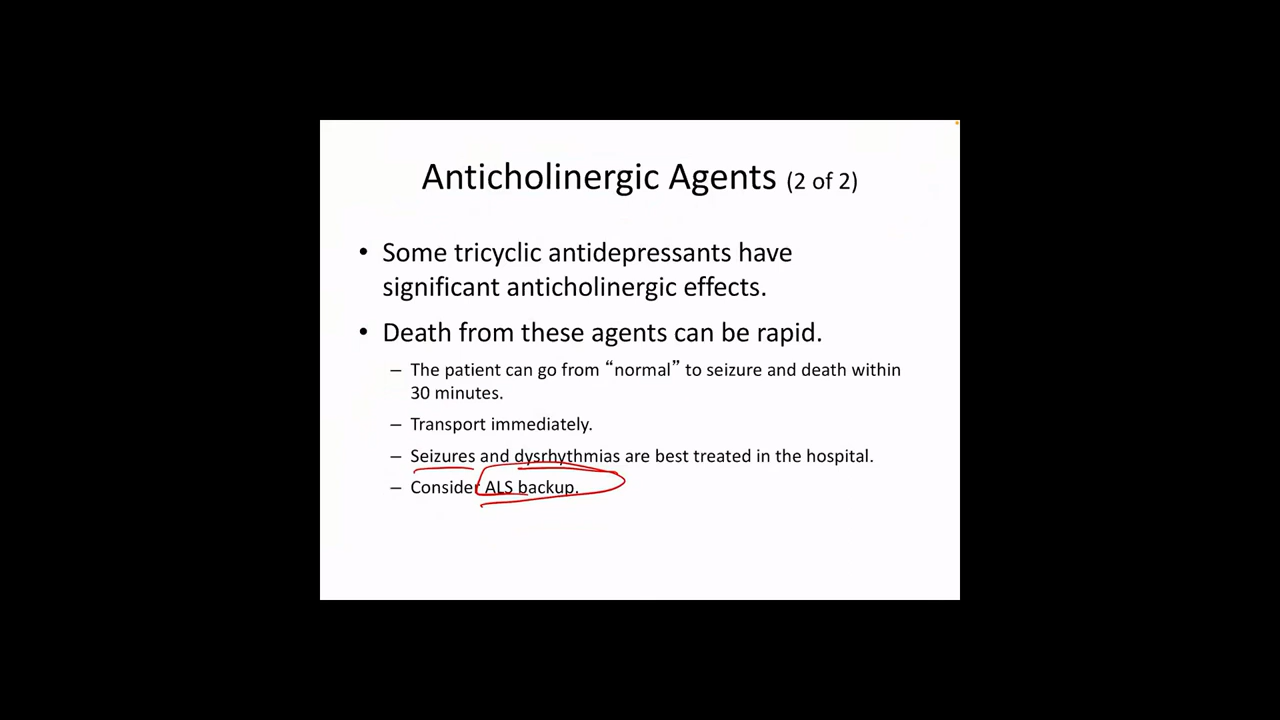 Anticholinergic Agents (2 of 2)
• Some tricyclic antidepressants have
significant anticholinergic effects.
• Death from these agents can be rapid.
– The patient can go from “normal” to seizure and death within
30 minutes.
– Transport immediately.
– Seizures and dysrhythmias are best treated in the hospital.
– Consider ALS backup.